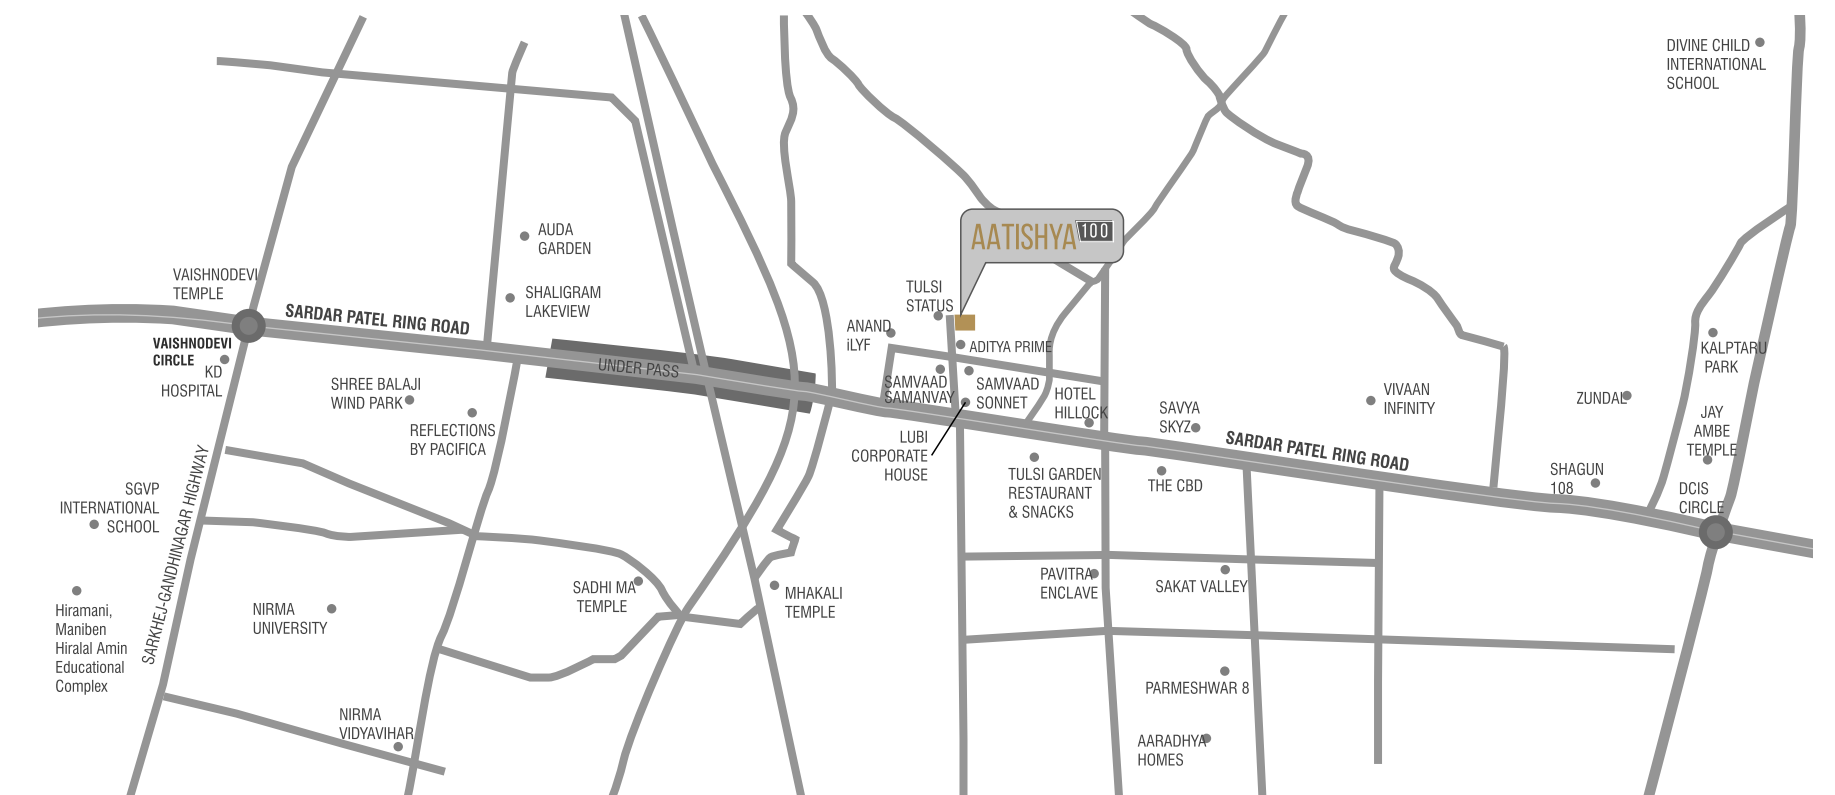 DIVINE CHILD
INTERNATIONAL
SCHOOL
AUDA
GARDEN
AATISHYA 100
VAISHNODEVI
TEMPLE
SHALIGRAM
LAKEVIEW
TULSI
STATUS
SARDAR PATEL RING ROAD
ANAND
iLYF
ADITYA PRIME
VAISHNODEVI
CIRCLE
KD
HOSPITAL
UNDER PASS
KALPTARU
PARK
SHREE BALAJI
WIND PARK
SAMVAAD
SAMANVAY
SAMVAAD
SONNET
HOTEL
HILLOCK
VIVAAN
INFINITY
ZUNDAL
SAVYA
SKYZ
JAY
AMBE
TEMPLE
REFLECTIONS
BY PACIFICA
LUBI
CORPORATE
HOUSE
SARDAR PATEL RING ROAD
TULSI GARDEN
RESTAURANT
& SNACKS
THE CBD
SHAGUN
108
DCIS
CIRCLE
SGVP
INTERNATIONAL
SCHOOL
SARKHEJ-GANDHINAGAR HIGHWAY
SADHI MA
TEMPLE
MHAKALI
TEMPLE
PAVITRA
ENCLAVE
SAKAT VALLEY
Hiramani,
Maniben
Hiralal Amin
Educational
Complex
NIRMA
UNIVERSITY
PARMESHWAR 8
NIRMA
VIDYAVIHAR
AARADHYA
HOMES